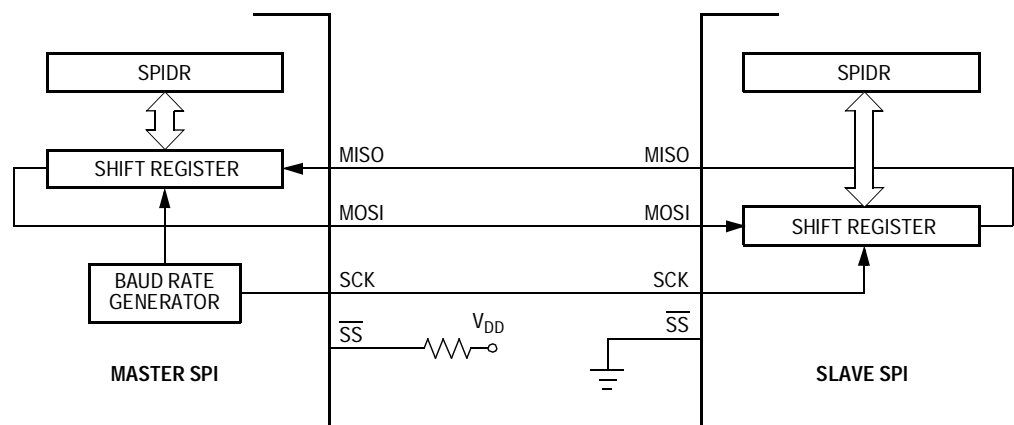 SPIDR
SPIDR
SHIFT REGISTER
MISO
MISO
MOSI
MOSI
SHIFT REGISTER
BAUD RATE
GENERATOR
SCK
SCK
SS
VDD
SS
MASTER SPI
SLAVE SPI